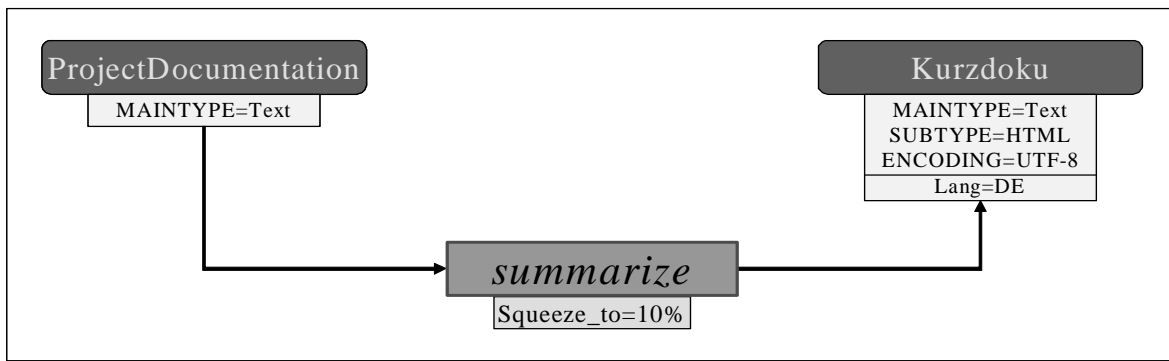 ProjectDocumentation
MAINTYPE=Text
Kurzdoku
MAINTYPE=Text
SUBTYPE=HTML
ENCODING=UTF-8
Lang=DE
summarize
Squeeze_to=10%